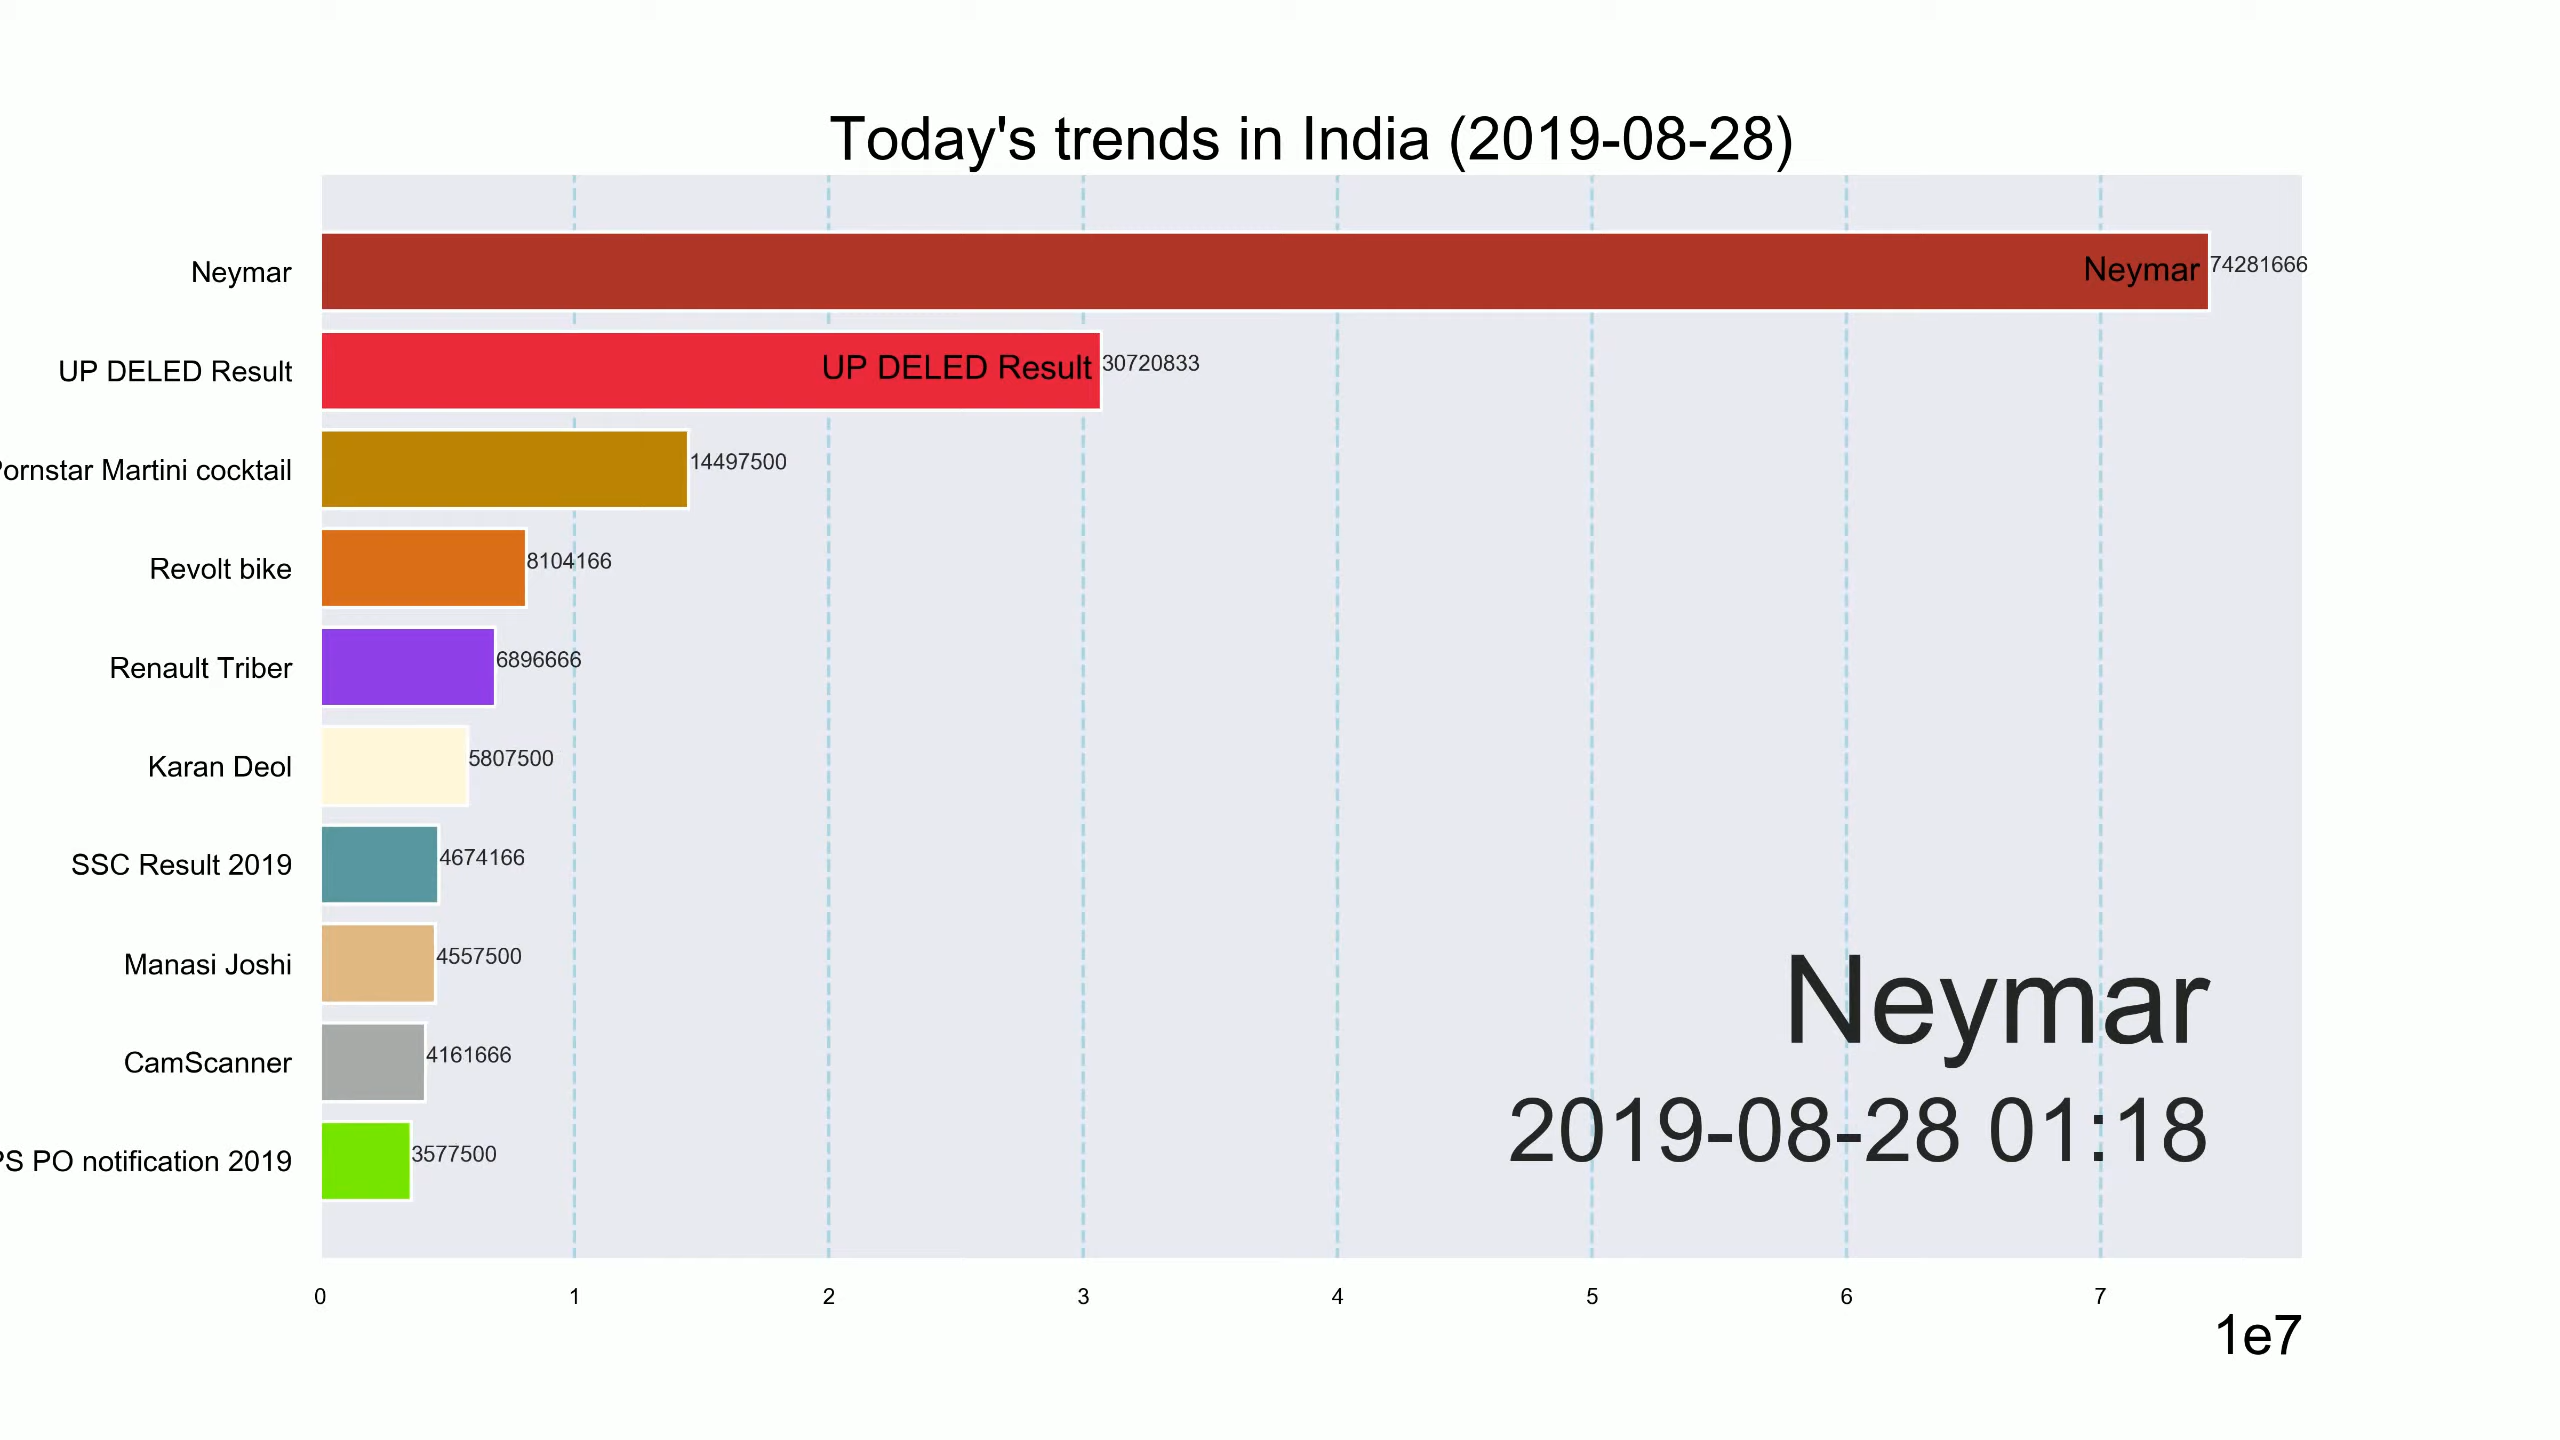 Today's trends in India (2019-08-28)
Neymar
Neymar 74281666
UP DELED Result
UP DELED Result 30720833
ornstar Martini cocktail
14497500
Revolt bike
8104166
Renault Triber
6896666
Karan Deol
5807500
SSC Result 2019
4674166
Manasi Joshi
4557500
CamScanner
4161666
PS PO notification 2019
3577500
Neymar
2019-08-28 01:18
0 1 2 3 4 5 6 7
1e7